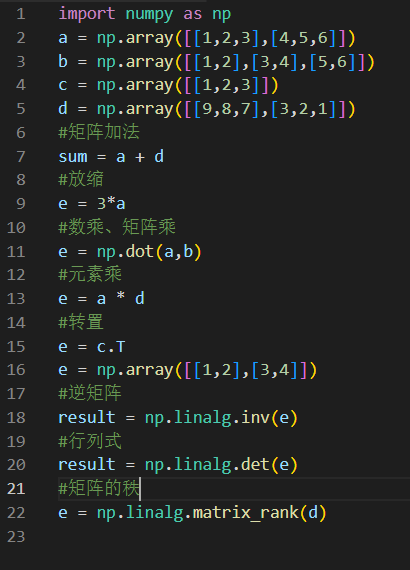 1 import numpy as np
2 a = np.array([[1,2,3],[4,5,6]])
3 b = np.array([[1,2],[3,4],[5,6]])
4 c = np.array([[1,2,3]])
5 d = np.array([[9,8,7],[3,2,1]])
6 #矩阵加法
7 sum = a + d
8 #放缩
9 e = 3*a
10 #数乘、矩阵乘
11 e = np.dot(a,b)
12 #元素乘
13 e = a * d
14 #转置
15 e = c.T
16 e = np.array([[1,2],[3,4]])
17 #逆矩阵
18 result = np.linalg.inv(e)
19 #行列式
20 result = np.linalg.det(e)
21 #矩阵的秩
22 e = np.linalg.matrix_rank(d)
23